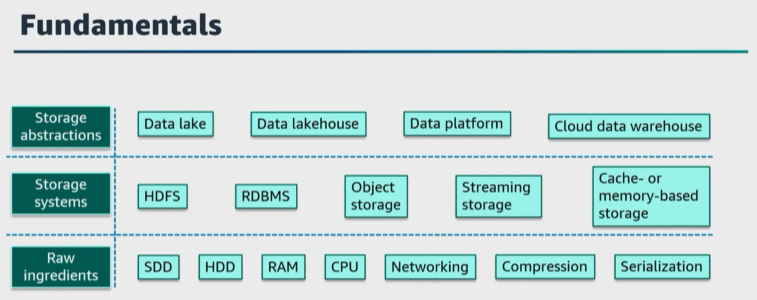 Fundamentals
Storage
abstractions
Data lake
Data lakehouse
Data platform
Cloud data warehouse
Storage
systems
HDFS
RDBMS
Object
storage
Streaming
storage
Cache- or
memory-based
storage
Raw
ingredients
SDD
HDD
RAM
CPU
Networking
Compression
Serialization